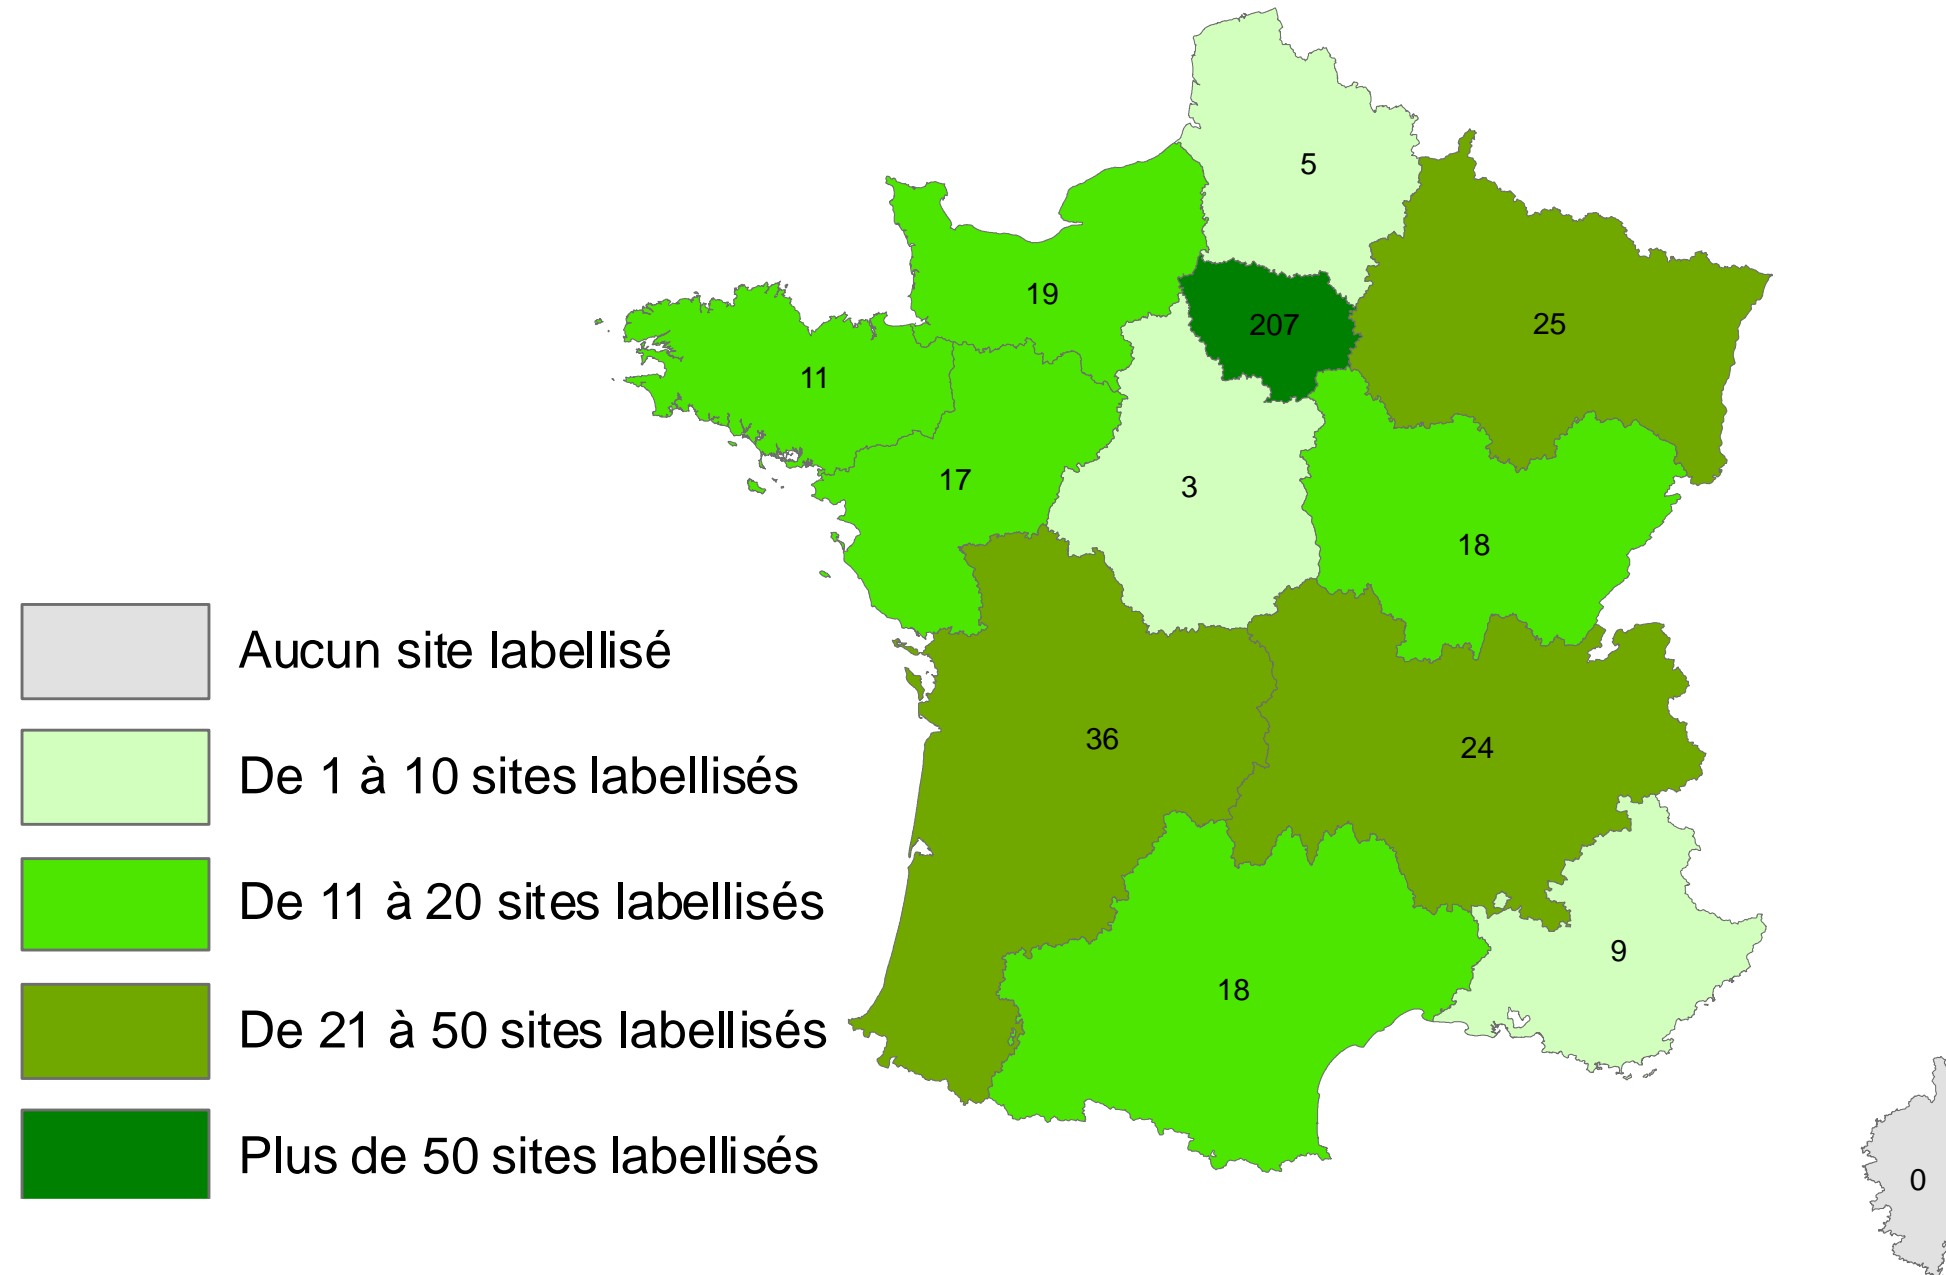 5
19
207
25
11
17
3
18
36
24
9
18
0
Aucun site labellisé
De 1 à 10 sites labellisés
De 11 à 20 sites labellisés
De 21 à 50 sites labellisés
Plus de 50 sites labellisés